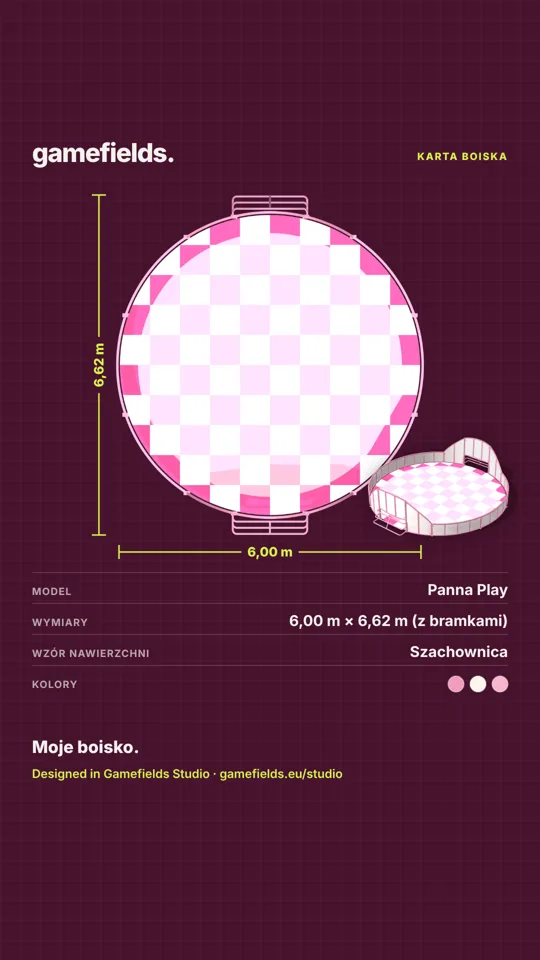 gamefields.
KARTA BOISKA
6,62 m
6,00 m
MODEL Panna Play
WYMIARY 6,00 m × 6,62 m (z bramkami)
WZÓR NAWIERZCHNI Szachownica
KOLORY
Moje boisko.
Designed in Gamefields Studio · gamefields.eu/studio